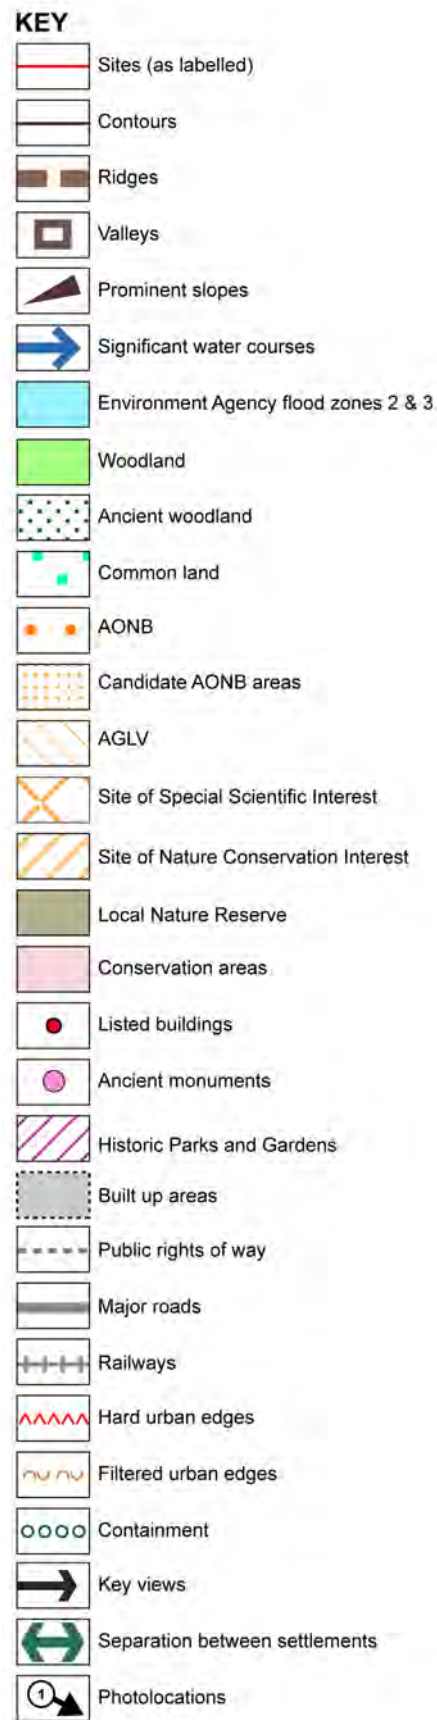 KEY
Sites (as labelled)
Contours
Ridges
Valleys
Prominent slopes
Significant water courses
Environment Agency flood zones 2 & 3
Woodland
Ancient woodland
Common land
AONB
Candidate AONB areas
AGLV
Site of Special Scientific Interest
Site of Nature Conservation Interest
Local Nature Reserve
Conservation areas
Listed buildings
Ancient monuments
Historic Parks and Gardens
Built up areas
Public rights of way
Major roads
Railways
Hard urban edges
Filtered urban edges
Containment
Key views
Separation between settlements
1 Photolocations